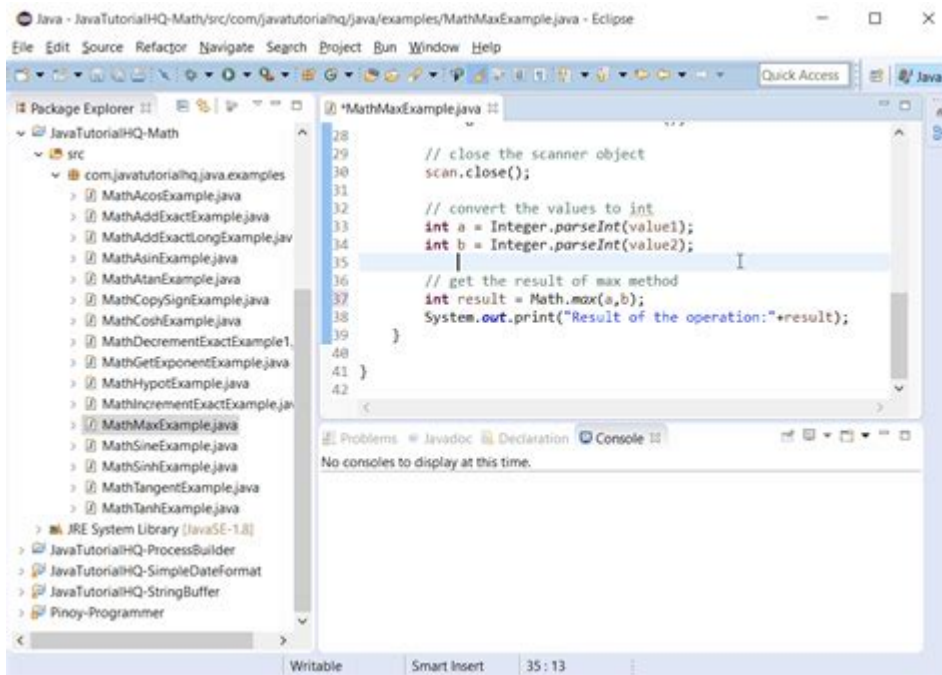 Java - JavaTutorialHQ-Math/src/com/javatutorialhq/java/examples/MathMaxExample.java - Eclipse
File Edit Source Refactor Navigate Search Project Run Window Help
Quick Access
Java
Package Explorer
*MathMaxExample.java
JavaTutorialHQ-Math
src
com.javatutorialhq.java.examples
MathAcosExample.java
MathAddExactExample.java
MathAddExactLongExample.jav
MathAsinExample.java
MathAtanExample.java
MathCopySignExample.java
MathCoshExample.java
MathDecrementExactExample1.
MathGetExponentExample.java
MathHypotExample.java
MathIncrementExactExample.jav
MathMaxExample.java
MathSineExample.java
MathSinhExample.java
MathTangentExample.java
MathTanhExample.java
JRE System Library [JavaSE-1.8]
JavaTutorialHQ-ProcessBuilder
JavaTutorialHQ-SimpleDateFormat
JavaTutorialHQ-StringBuffer
Pinoy-Programmer
28
29 // close the scanner object
30 scan.close();
31
32 // convert the values to int
33 int a = Integer.parseInt(value1);
34 int b = Integer.parseInt(value2);
35
36 // get the result of max method
37 int result = Math.max(a,b);
38 System.out.print("Result of the operation:"+result);
39 }
40
41 }
42
Problems Javadoc Declaration Console
No consoles to display at this time.
Writable Smart Insert 35 : 13